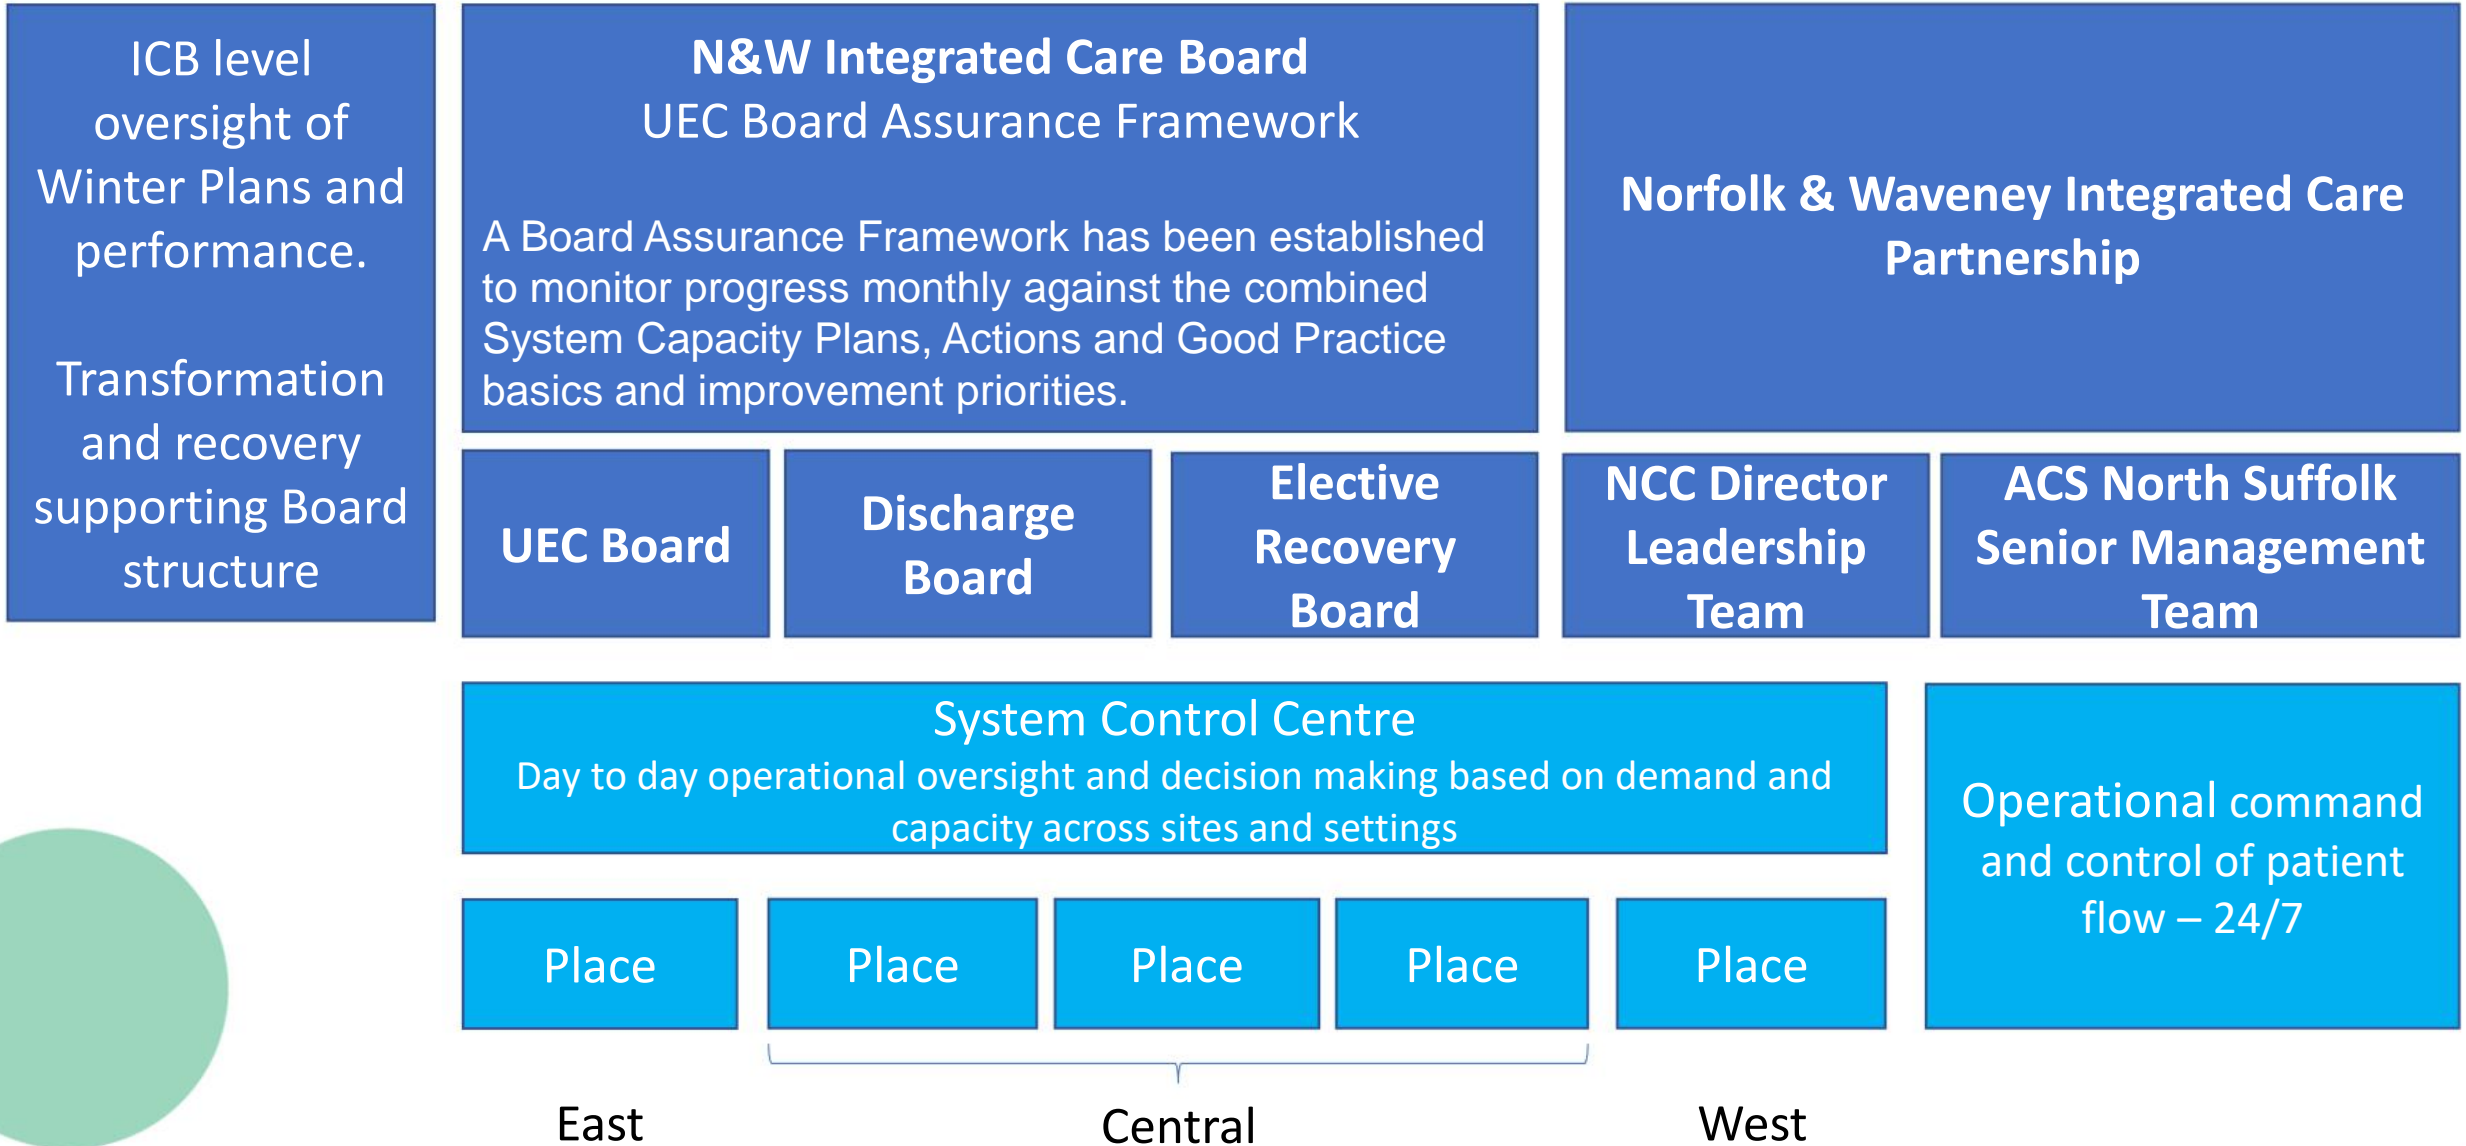 ICB level
oversight of
Winter Plans and
performance.
Transformation
and recovery
supporting Board
structure
N&W Integrated Care Board
UEC Board Assurance Framework
A Board Assurance Framework has been established
to monitor progress monthly against the combined
System Capacity Plans, Actions and Good Practice
basics and improvement priorities.
Norfolk & Waveney Integrated Care
Partnership
UEC Board
Discharge
Board
Elective
Recovery
Board
NCC Director
Leadership
Team
ACS North Suffolk
Senior Management
Team
System Control Centre
Day to day operational oversight and decision making based on demand and
capacity across sites and settings
Operational command
and control of patient
flow – 24/7
Place
Place
Place
Place
Place
East
Central
West